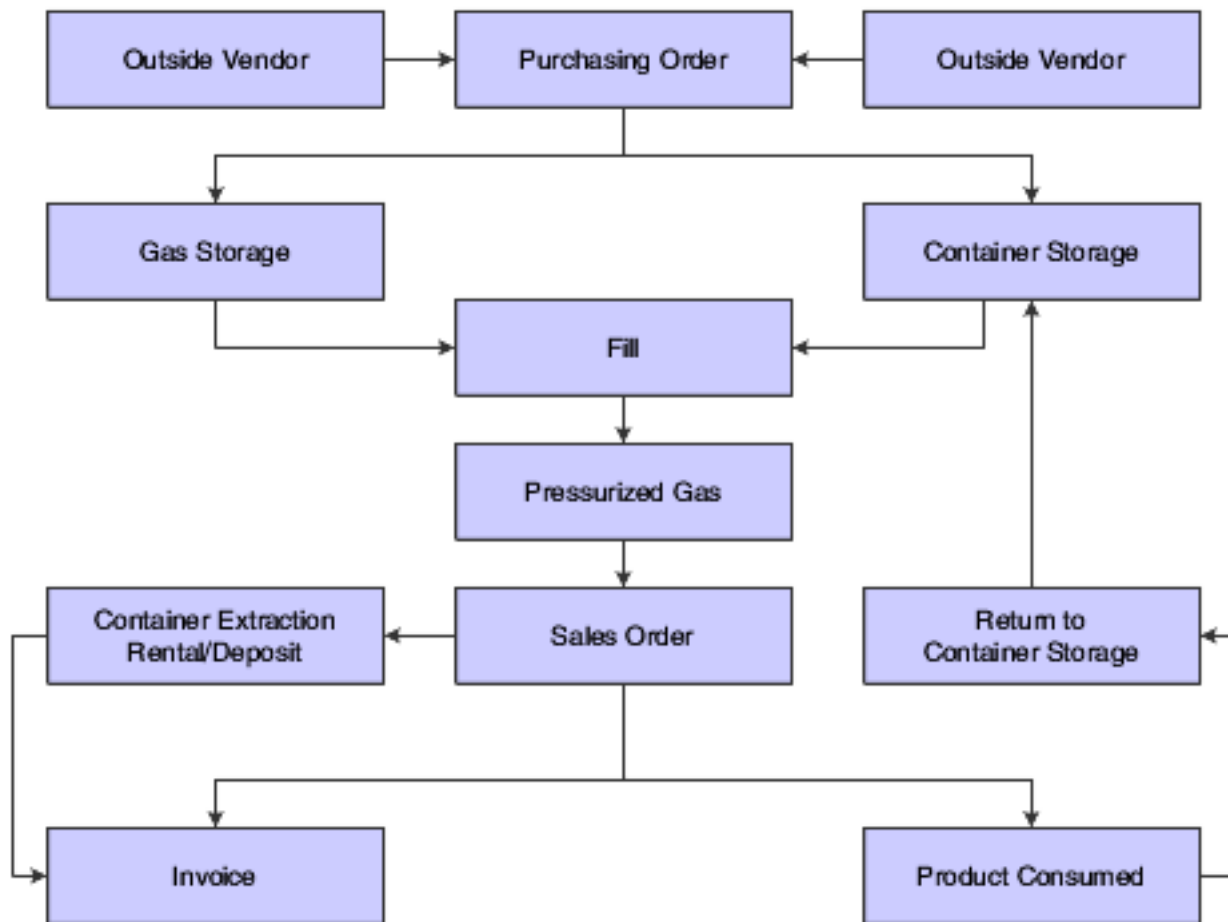 Outside Vendor
Purchasing Order
Outside Vendor
Gas Storage
Container Storage
Fill
Pressurized Gas
Container Extraction
Rental/Deposit
Sales Order
Return to
Container Storage
Invoice
Product Consumed